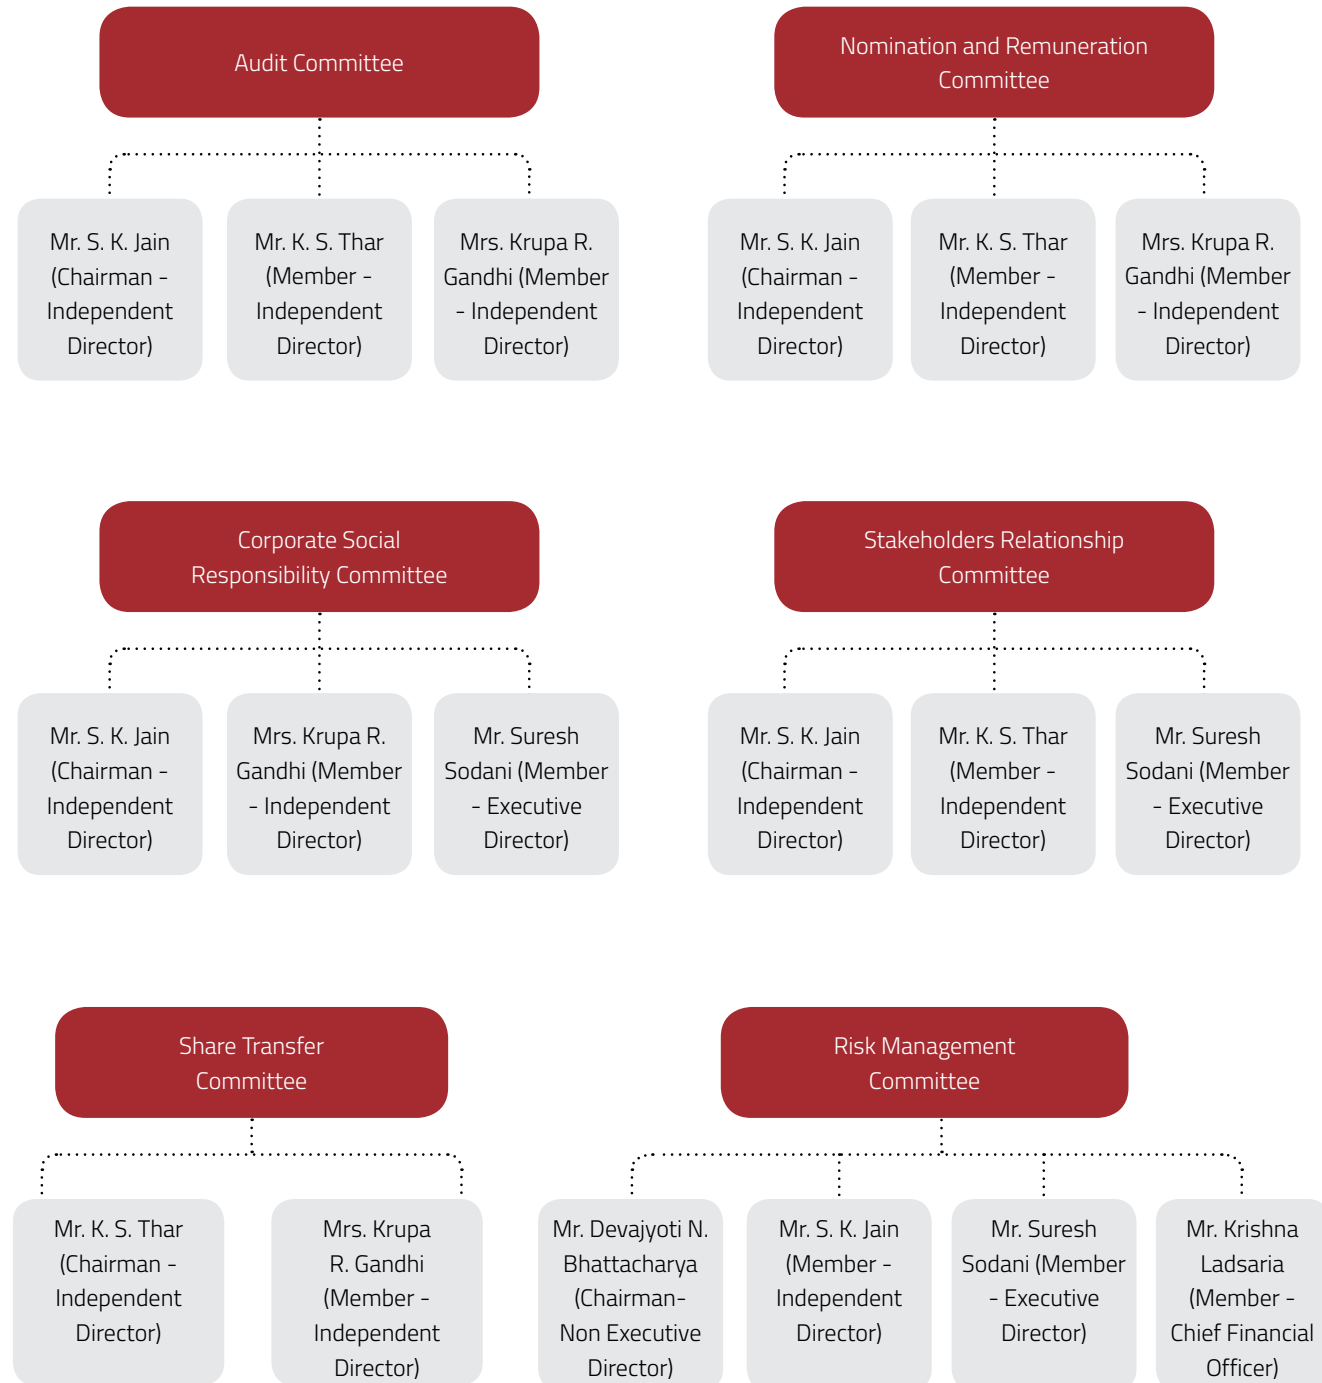 Audit Committee
Mr. S. K. Jain
(Chairman -
Independent
Director)
Mr. K. S. Thar
(Member -
Independent
Director)
Mrs. Krupa R.
Gandhi (Member
- Independent
Director)
Nomination and Remuneration
Committee
Mr. S. K. Jain
(Chairman -
Independent
Director)
Mr. K. S. Thar
(Member -
Independent
Director)
Mrs. Krupa R.
Gandhi (Member
- Independent
Director)
Corporate Social
Responsibility Committee
Mr. S. K. Jain
(Chairman -
Independent
Director)
Mrs. Krupa R.
Gandhi (Member
- Independent
Director)
Mr. Suresh
Sodani (Member
- Executive
Director)
Stakeholders Relationship
Committee
Mr. S. K. Jain
(Chairman -
Independent
Director)
Mr. K. S. Thar
(Member -
Independent
Director)
Mr. Suresh
Sodani (Member
- Executive
Director)
Share Transfer
Committee
Mr. K. S. Thar
(Chairman -
Independent
Director)
Mrs. Krupa
R. Gandhi
(Member -
Independent
Director)
Risk Management
Committee
Mr. Devajyoti N.
Bhattacharya
(Chairman-
Non Executive
Director)
Mr. S. K. Jain
(Member -
Independent
Director)
Mr. Suresh
Sodani (Member
- Executive
Director)
Mr. Krishna
Ladsaria
(Member -
Chief Financial
Officer)